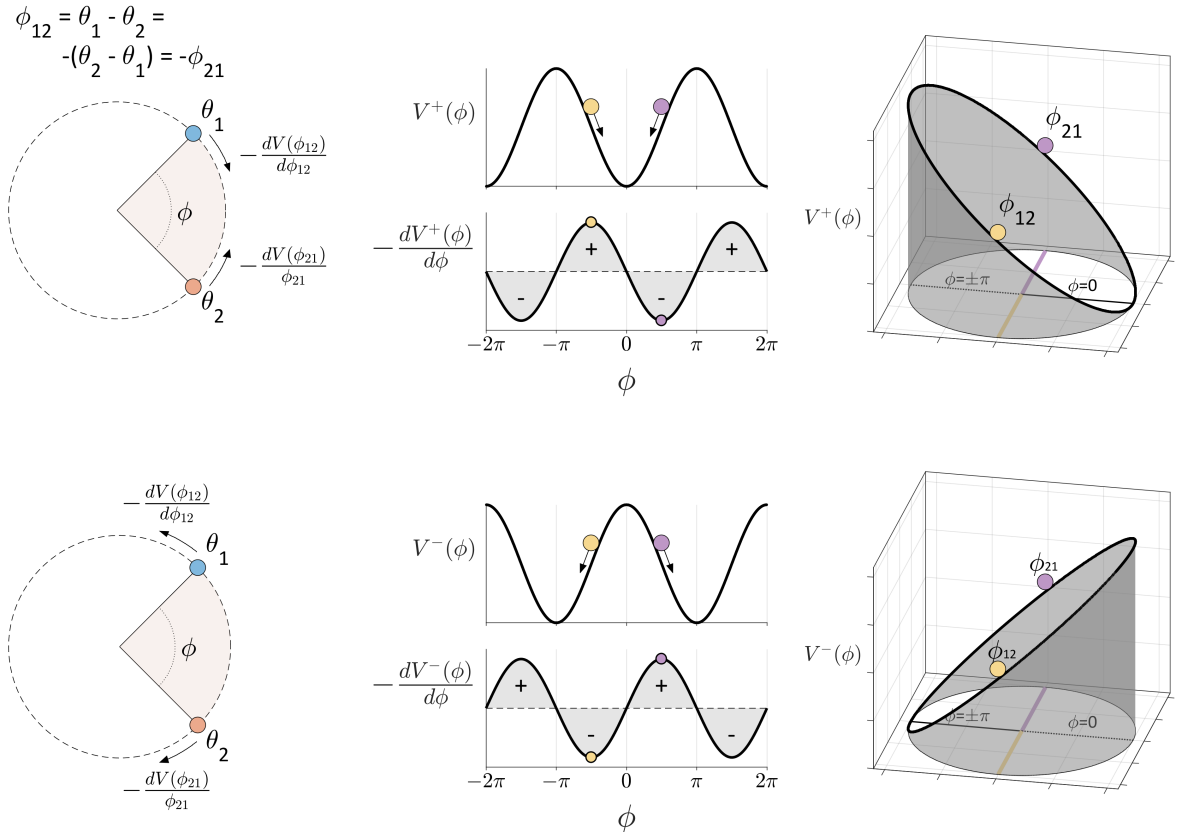 ϕ₁₂ = θ₁ - θ₂ =
-(θ₂ - θ₁) = -ϕ₂₁
θ₁
− dV(ϕ₁₂)/dϕ₁₂
ϕ
− dV(ϕ₂₁)/ϕ₂₁
θ₂
V⁺(ϕ)
− dV⁺(ϕ)/dϕ
+ +
- -
−2π −π 0 π 2π
ϕ
ϕ₂₁
ϕ₁₂
V⁺(ϕ)
ϕ=±π ϕ=0
− dV(ϕ₁₂)/dϕ₁₂
θ₁
ϕ
θ₂
− dV(ϕ₂₁)/ϕ₂₁
V⁻(ϕ)
− dV⁻(ϕ)/dϕ
+ +
- -
−2π −π 0 π 2π
ϕ
ϕ₂₁
ϕ₁₂
V⁻(ϕ)
ϕ=±π ϕ=0